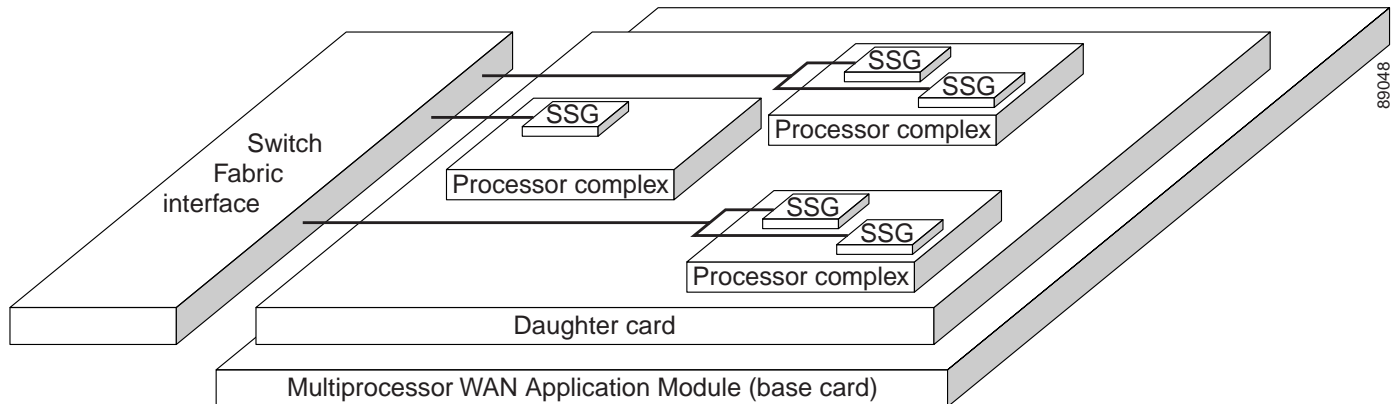 SSG
SSG
Processor complex
SSG
Processor complex
Switch
Fabric
interface
SSG
SSG
Processor complex
Daughter card
Multiprocessor WAN Application Module (base card)
89048